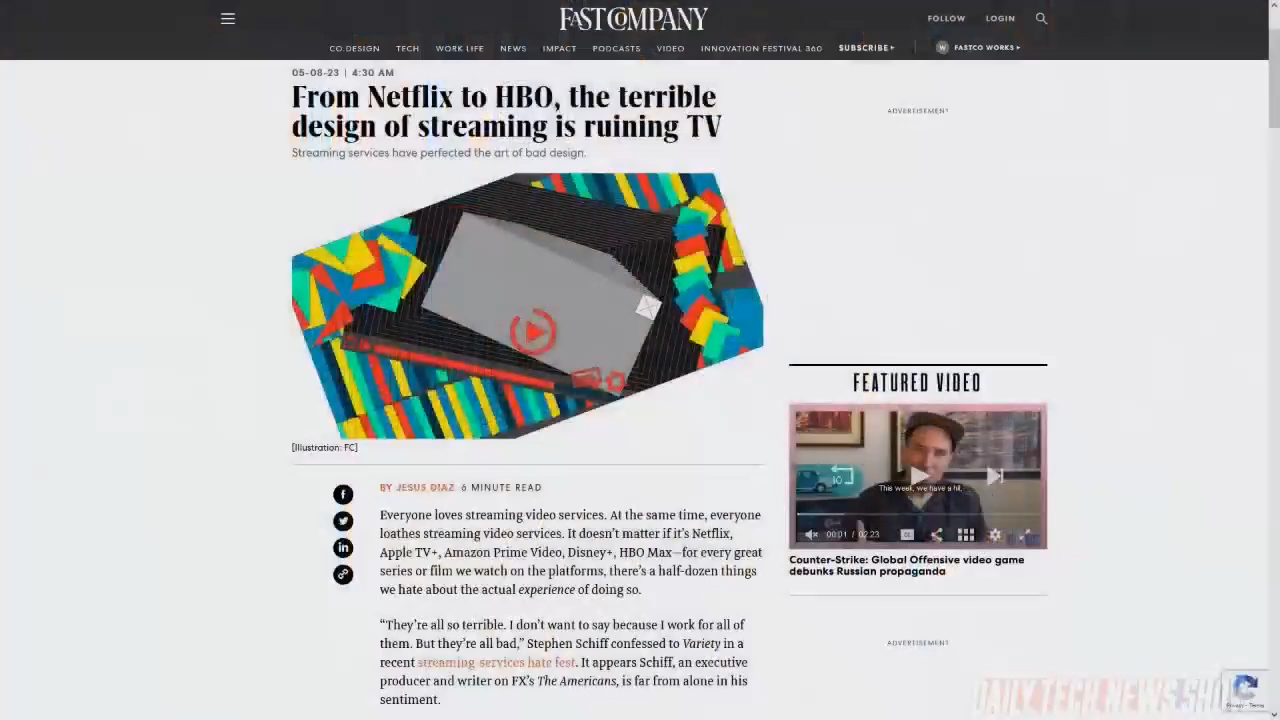 FAST COMPANY
FOLLOW
LOGIN
CO.DESIGN
TECH
WORK LIFE
NEWS
IMPACT
PODCASTS
VIDEO
INNOVATION FESTIVAL 360
SUBSCRIBE
W
FASTCO WORKS
05-08-23 | 4:30 AM
From Netflix to HBO, the terrible
design of streaming is ruining TV
Streaming services have perfected the art of bad design.
[Illustration: FC]
BY JESUS DIAZ 6 MINUTE READ
Everyone loves streaming video services. At the same time, everyone
loathes streaming video services. It doesn’t matter if it’s Netflix,
Apple TV+, Amazon Prime Video, Disney+, HBO Max—for every great
series or film we watch on the platforms, there’s a half-dozen things
we hate about the actual experience of doing so.
“They’re all so terrible. I don’t want to say because I work for all of
them. But they’re all bad,” Stephen Schiff confessed to Variety in a
recent streaming-services hate fest. It appears Schiff, an executive
producer and writer on FX’s The Americans, is far from alone in his
sentiment.
ADVERTISEMENT
FEATURED VIDEO
10
This week, we have a hil,
00:01 / 02:23
CC
Counter-Strike: Global Offensive video game
debunks Russian propaganda
ADVERTISEMENT
DAILY TECH NEWS SHOW
Privacy - Terms